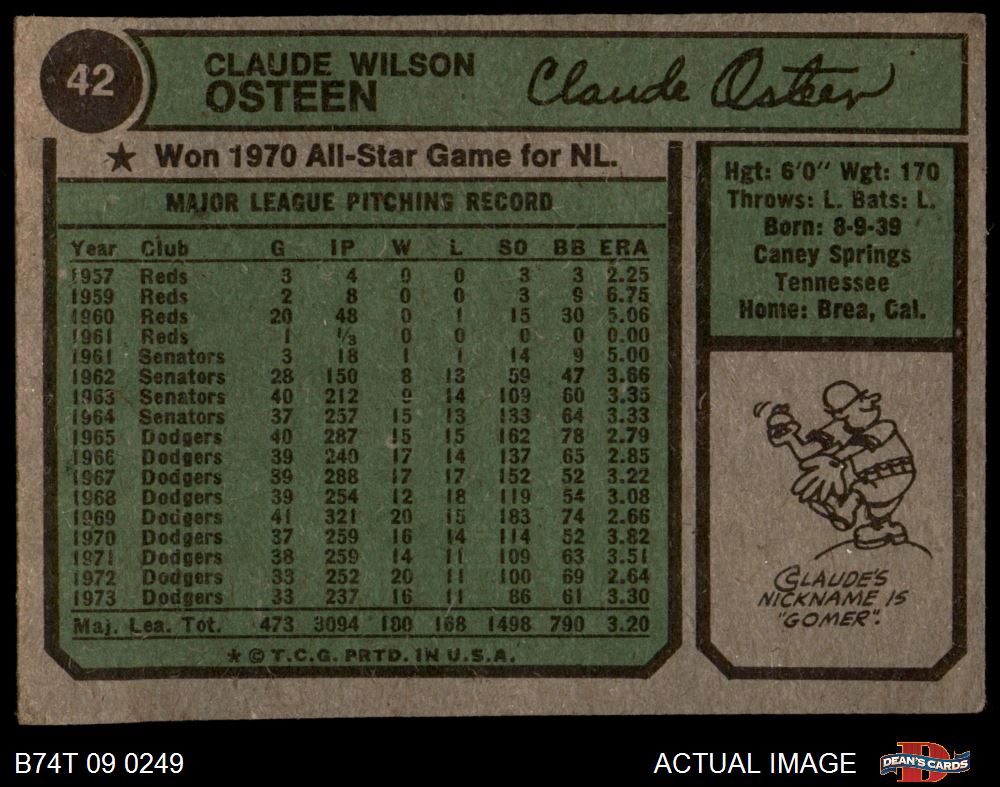 42
CLAUDE WILSON
OSTEEN
Claude Osteen
★ Won 1970 All-Star Game for NL.
MAJOR LEAGUE PITCHING RECORD
Year Club G IP W L SO BB ERA
1957 Reds 3 4 0 0 3 3 2.25
1959 Reds 2 8 0 0 3 9 6.75
1960 Reds 20 48 0 1 15 30 5.06
1961 Reds 1 1/3 0 0 0 0 0.00
1961 Senators 3 18 1 1 14 9 5.00
1962 Senators 28 150 8 13 59 47 3.66
1963 Senators 40 212 9 14 109 60 3.35
1964 Senators 37 257 15 13 133 64 3.33
1965 Dodgers 40 287 15 15 162 78 2.79
1966 Dodgers 39 240 17 14 137 65 2.85
1967 Dodgers 39 288 17 17 152 52 3.22
1968 Dodgers 39 254 12 18 119 54 3.08
1969 Dodgers 41 321 20 15 183 74 2.66
1970 Dodgers 37 259 16 14 114 52 3.82
1971 Dodgers 38 259 14 11 109 63 3.51
1972 Dodgers 33 252 20 11 100 69 2.64
1973 Dodgers 33 237 16 11 86 61 3.30
Maj. Lea. Tot. 473 3094 180 168 1498 790 3.20
★ © T.C.G. PRTD. IN U.S.A.
Hgt: 6'0" Wgt: 170
Throws: L. Bats: L.
Born: 8-9-39
Caney Springs
Tennessee
Home: Brea, Cal.
CLAUDE'S
NICKNAME IS
"GOMER".
B74T 09 0249
ACTUAL IMAGE
DEAN'S CARDS